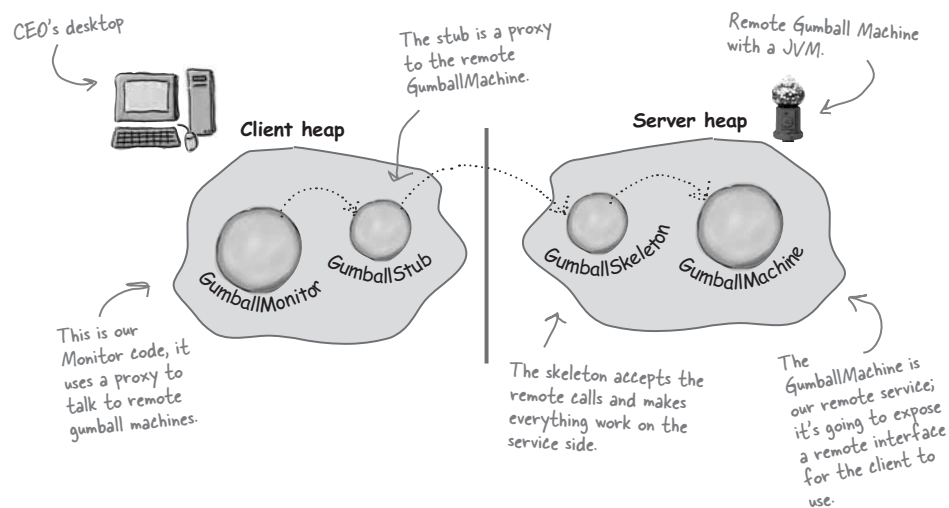 CEO's desktop
The stub is a proxy
to the remote
GumballMachine.
Remote Gumball Machine
with a JVM.
Client heap
Server heap
GumballMonitor
GumballStub
GumballSkeleton
GumballMachine
This is our
Monitor code, it
uses a proxy to
talk to remote
gumball machines.
The skeleton accepts the
remote calls and makes
everything work on the
service side.
The
GumballMachine is
our remote service;
it's going to expose
a remote interface
for the client to
use.